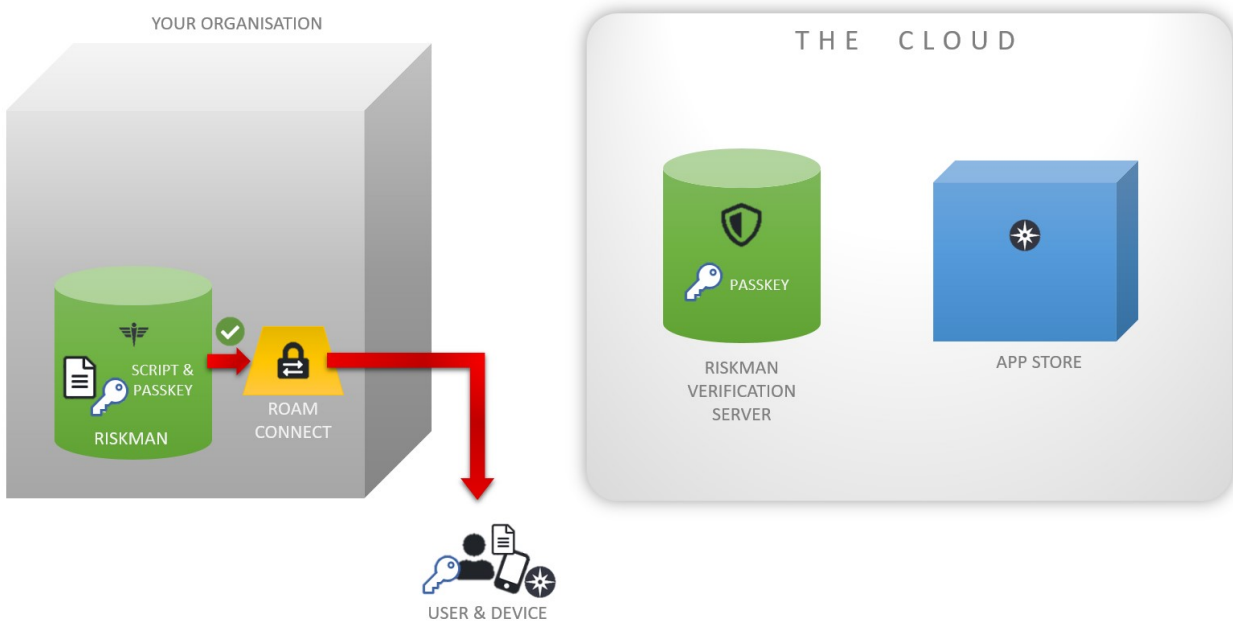 YOUR ORGANISATION
THE CLOUD
SCRIPT &
PASSKEY
RISKMAN
ROAM
CONNECT
PASSKEY
RISKMAN
VERIFICATION
SERVER
APP STORE
USER & DEVICE